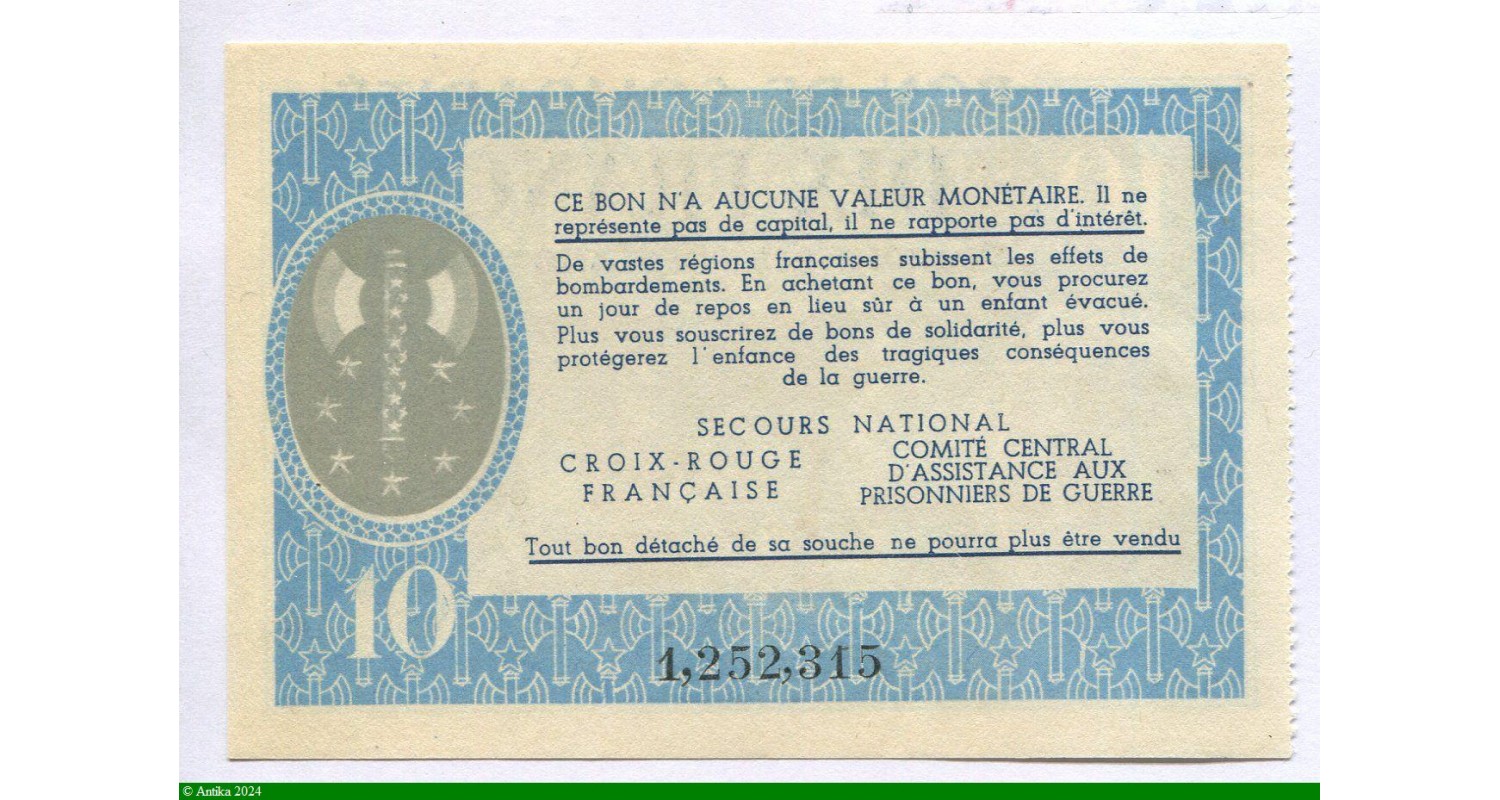 CE BON N'A AUCUNE VALEUR MONÉTAIRE. Il ne
représente pas de capital, il ne rapporte pas d'intérêt.
De vastes régions françaises subissent les effets de
bombardements. En achetant ce bon, vous procurez
un jour de repos en lieu sûr à un enfant évacué.
Plus vous souscrirez de bons de solidarité, plus vous
protégerez l'enfance des tragiques conséquences
de la guerre.
SECOURS NATIONAL
CROIX-ROUGE
FRANÇAISE
COMITÉ CENTRAL
D'ASSISTANCE AUX
PRISONNIERS DE GUERRE
Tout bon détaché de sa souche ne pourra plus être vendu
10
1,252,315
© Antika 2024